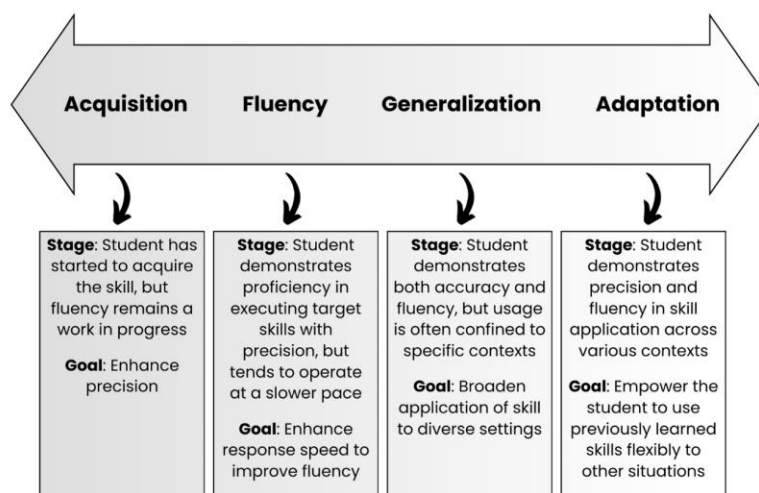 Acquisition
Fluency
Generalization
Adaptation
Stage: Student has
started to acquire
the skill, but
fluency remains a
work in progress
Goal: Enhance
precision
Stage: Student
demonstrates
proficiency in
executing target
skills with
precision, but
tends to operate
at a slower pace
Goal: Enhance
response speed to
improve fluency
Stage: Student
demonstrates
both accuracy and
fluency, but usage
is often confined to
specific contexts
Goal: Broaden
application of skill
to diverse settings
Stage: Student
demonstrates
precision and
fluency in skill
application across
various contexts
Goal: Empower the
student to use
previously learned
skills flexibly to
other situations